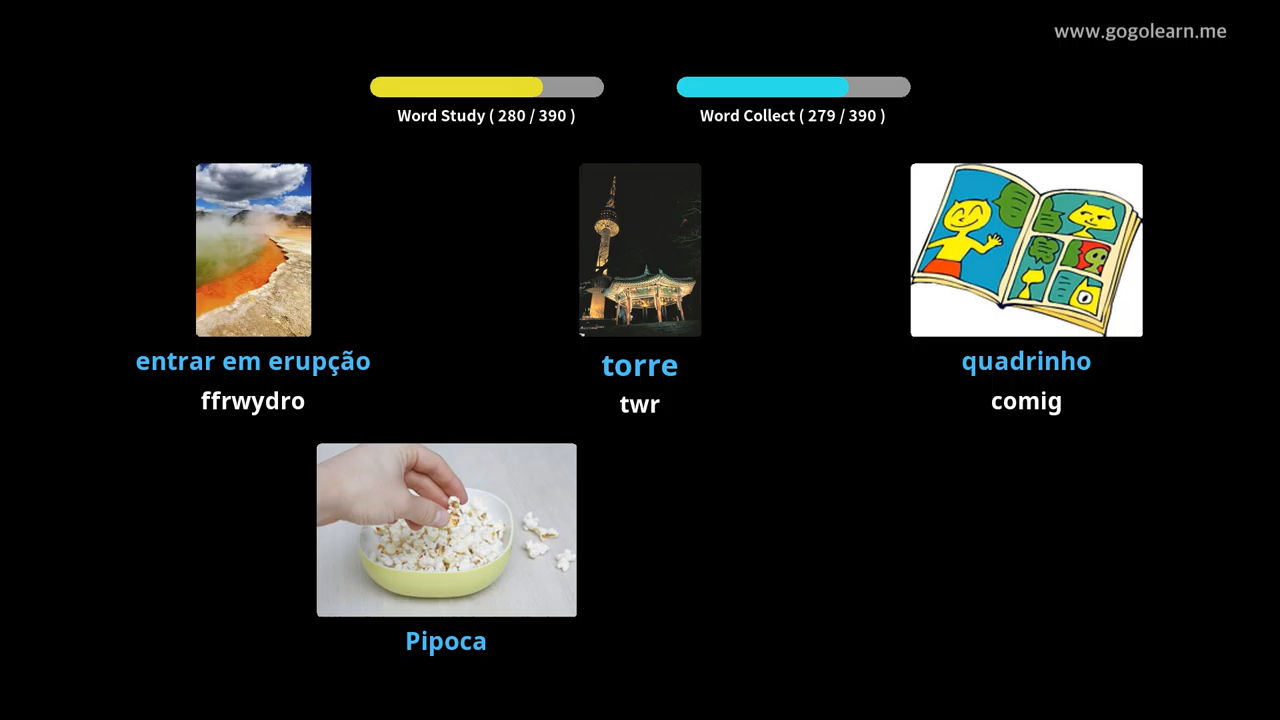 www.gogolearn.me
Word Study ( 280 / 390 )
Word Collect ( 279 / 390 )
entrar em erupção
ffrwydro
torre
twr
quadrinho
comig
Pipoca